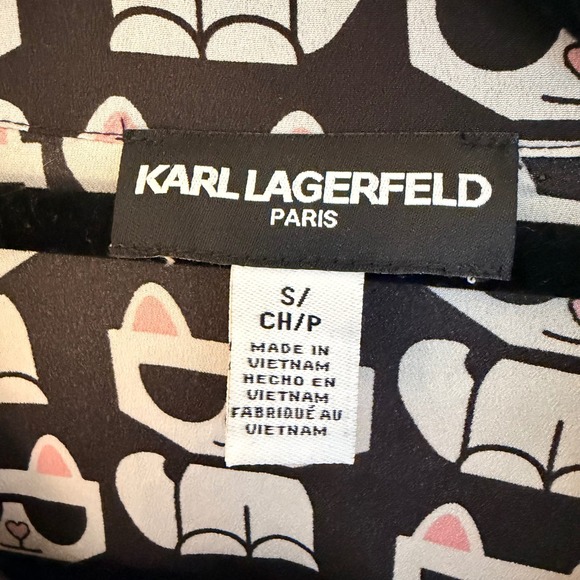 KARL LAGERFELD
PARIS
S/
CH/P
MADE IN
VIETNAM
HECHO EN
VIETNAM
FABRIQUÉ AU
VIETNAM